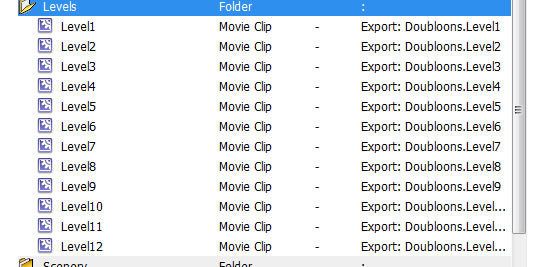 Levels Folder :
Level1 Movie Clip - Export: Doubloons.Level1
Level2 Movie Clip - Export: Doubloons.Level2
Level3 Movie Clip - Export: Doubloons.Level3
Level4 Movie Clip - Export: Doubloons.Level4
Level5 Movie Clip - Export: Doubloons.Level5
Level6 Movie Clip - Export: Doubloons.Level6
Level7 Movie Clip - Export: Doubloons.Level7
Level8 Movie Clip - Export: Doubloons.Level8
Level9 Movie Clip - Export: Doubloons.Level9
Level10 Movie Clip - Export: Doubloons.Level...
Level11 Movie Clip - Export: Doubloons.Level...
Level12 Movie Clip - Export: Doubloons.Level...
Scenery Folder :